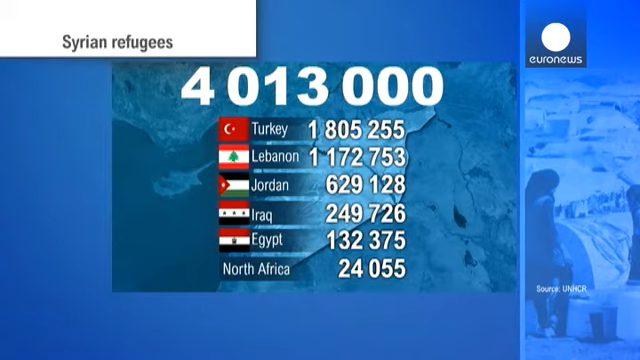 Syrian refugees
euronews
4 013 000
Turkey 1 805 255
Lebanon 1 172 753
Jordan 629 128
Iraq 249 726
Egypt 132 375
North Africa 24 055
Source: UNHCR